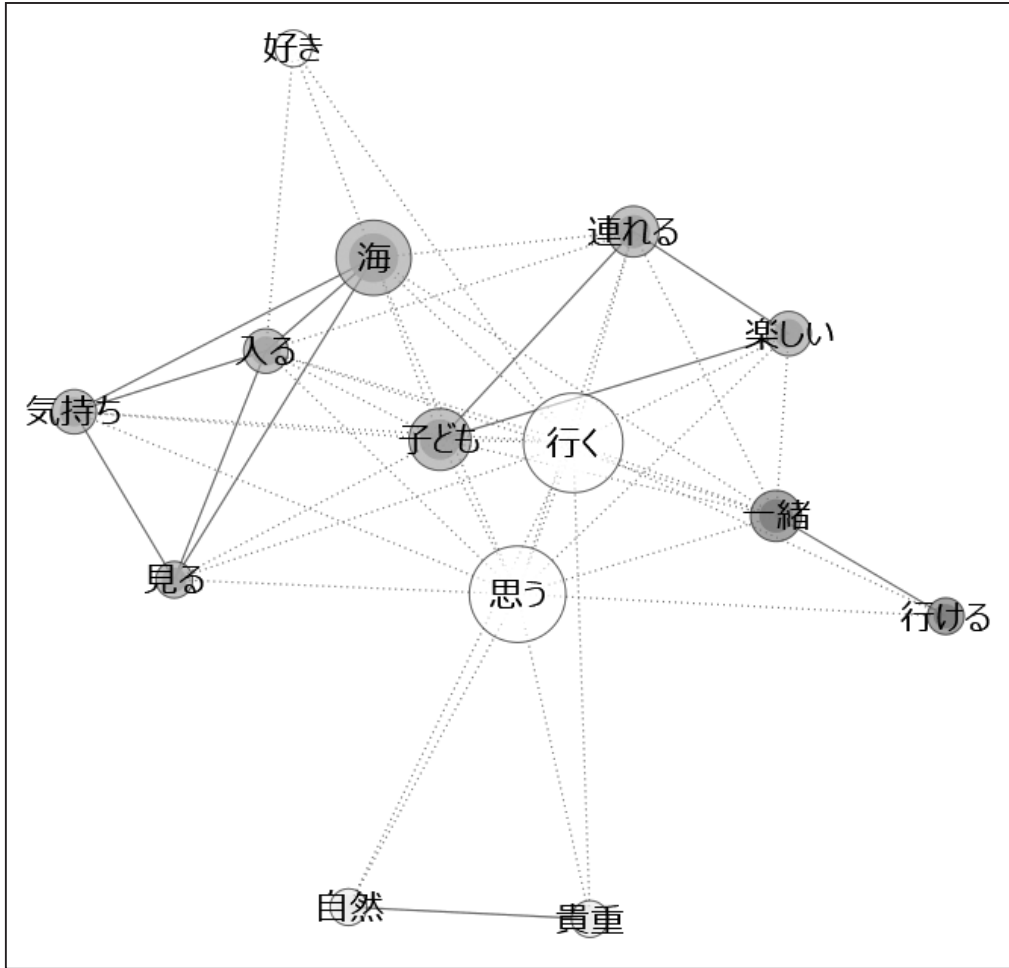 好き
連れる
海
楽しい
入る
気持ち
子ども
行く
一緒
見る
思う
行ける
自然
貴重